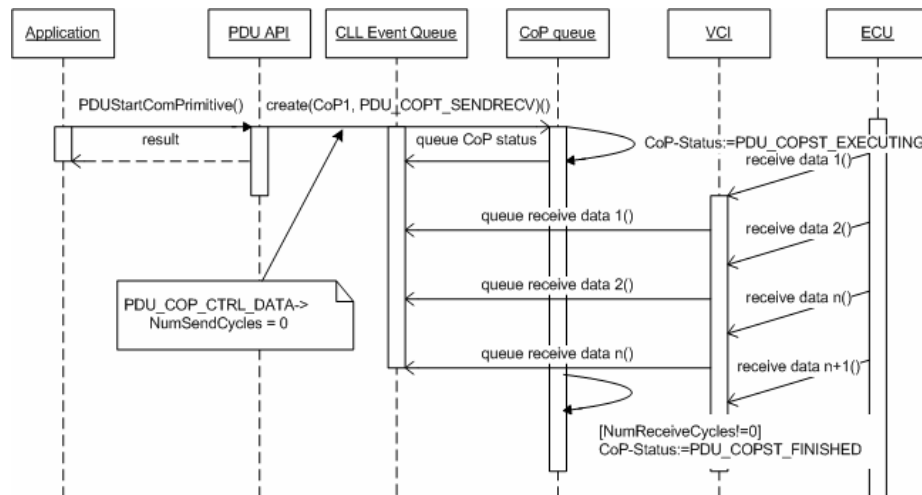 Application
PDU API
CLL Event Queue
CoP queue
VCI
ECU
PDUStartComPrimitive()
create(CoP1, PDU_COPT_SENDRECV)()
result
queue CoP status
CoP-Status:=PDU_COPST_EXECUTING
receive data 1()
queue receive data 1()
receive data 2()
queue receive data 2()
receive data n()
PDU_COP_CTRL_DATA->
NumSendCycles = 0
queue receive data n()
receive data n+1()
[NumReceiveCycles!=0]
CoP-Status:=PDU_COPST_FINISHED